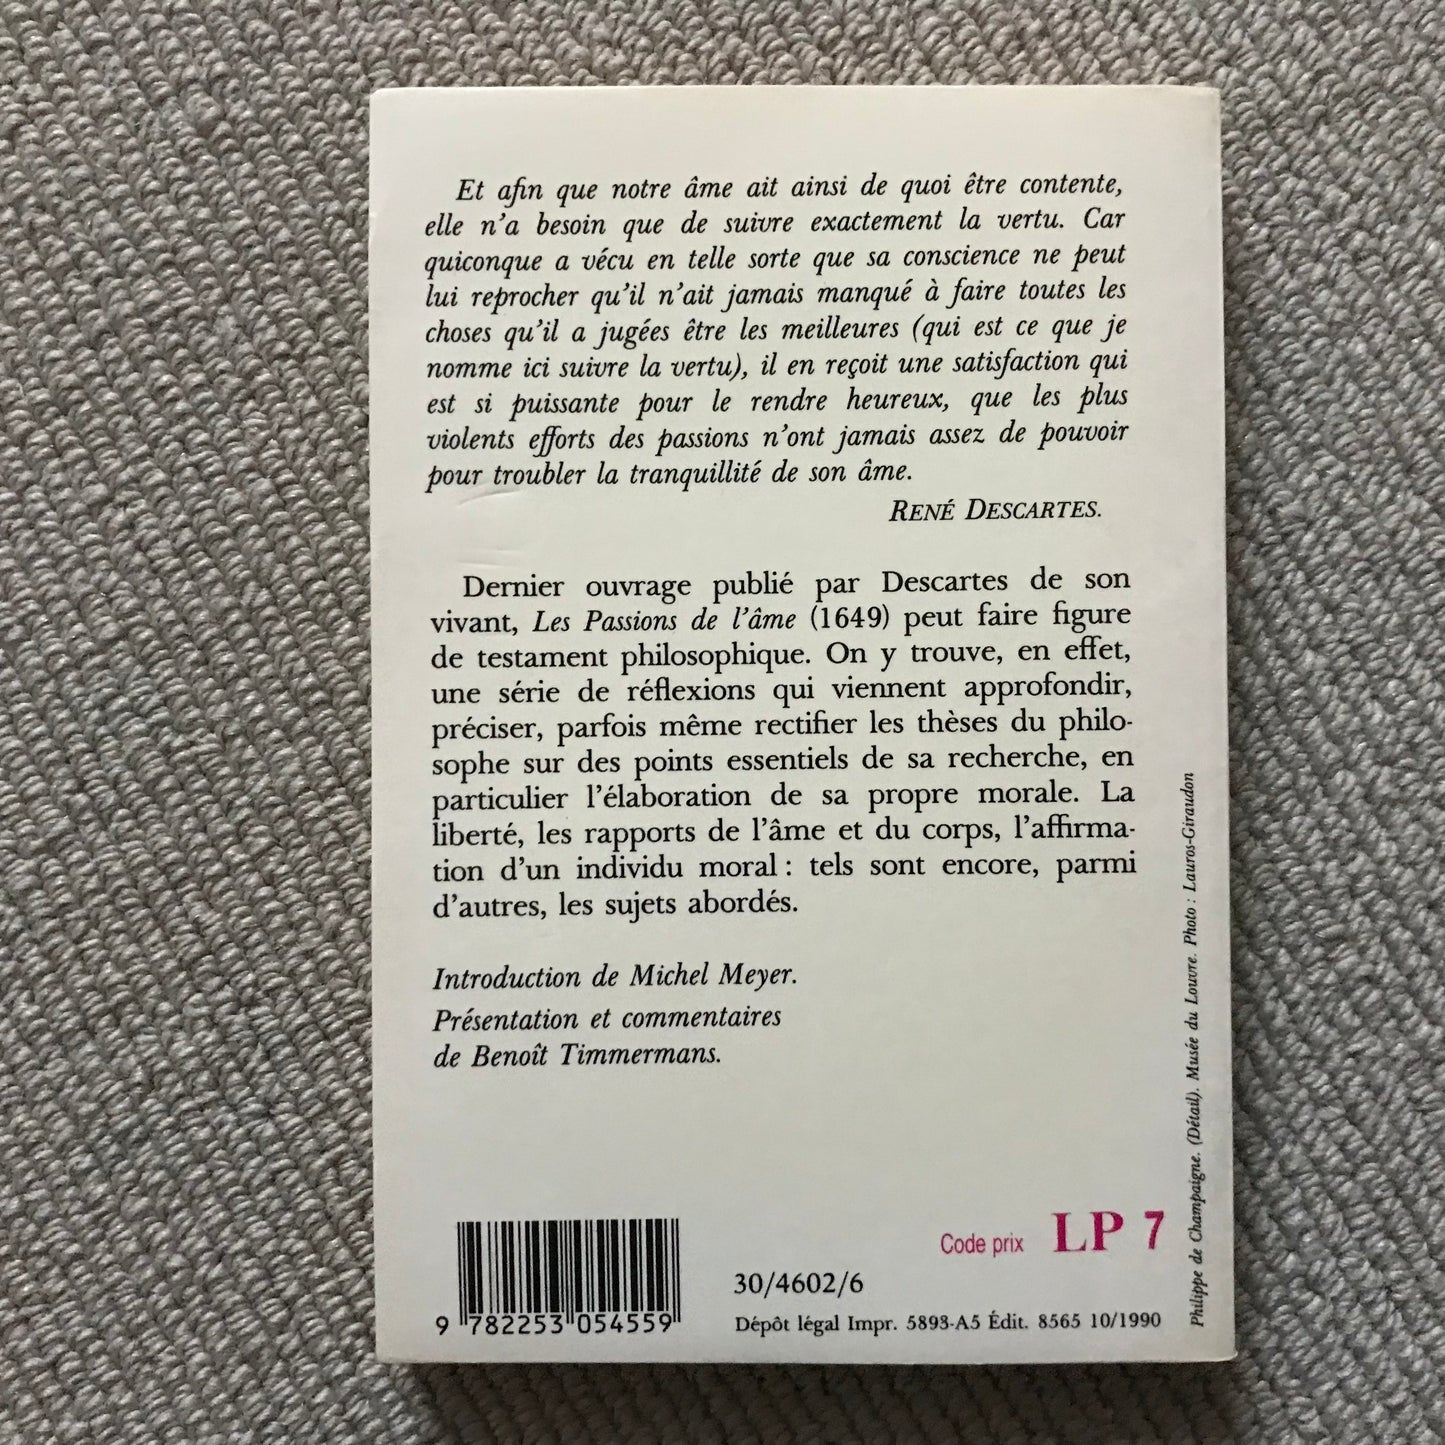 Et afin que notre âme ait ainsi de quoi être contente,
elle n'a besoin que de suivre exactement la vertu. Car
quiconque a vécu en telle sorte que sa conscience ne peut
lui reprocher qu'il n'ait jamais manqué à faire toutes les
choses qu'il a jugées être les meilleures (qui est ce que je
nomme ici suivre la vertu), il en reçoit une satisfaction qui
est si puissante pour le rendre heureux, que les plus
violents efforts des passions n'ont jamais assez de pouvoir
pour troubler la tranquillité de son âme.
RENÉ DESCARTES.
Dernier ouvrage publié par Descartes de son
vivant, Les Passions de l'âme (1649) peut faire figure
de testament philosophique. On y trouve, en effet,
une série de réflexions qui viennent approfondir,
préciser, parfois même rectifier les thèses du philo-
sophe sur des points essentiels de sa recherche, en
particulier l'élaboration de sa propre morale. La
liberté, les rapports de l'âme et du corps, l'affirma-
tion d'un individu moral : tels sont encore, parmi
d'autres, les sujets abordés.
Introduction de Michel Meyer.
Présentation et commentaires
de Benoît Timmermans.
Code prix LP 7
30/4602/6
9 782253 054559
Dépôt légal Impr. 5893-A5 Édit. 8565 10/1990
Philippe de Champaigne. (Détail). Musée du Louvre. Photo : Lauros-Giraudon